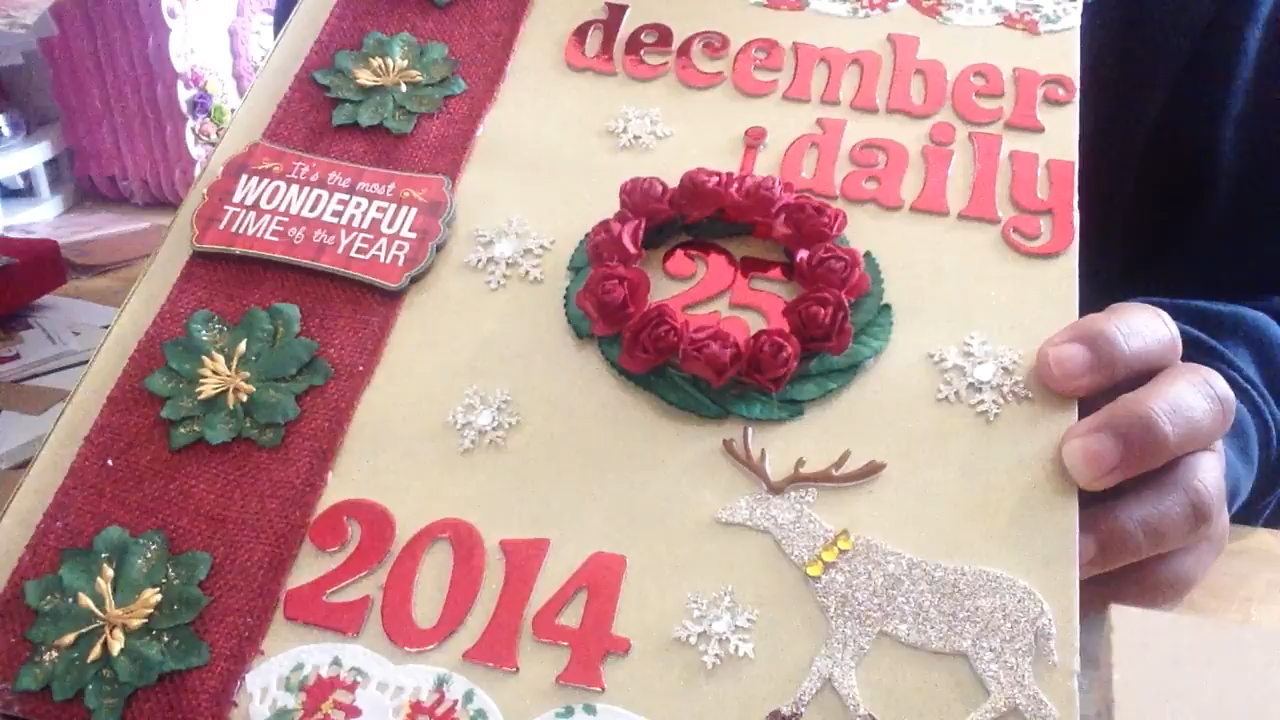 december
daily
It's the most
WONDERFUL
TIME of the YEAR
25
2014